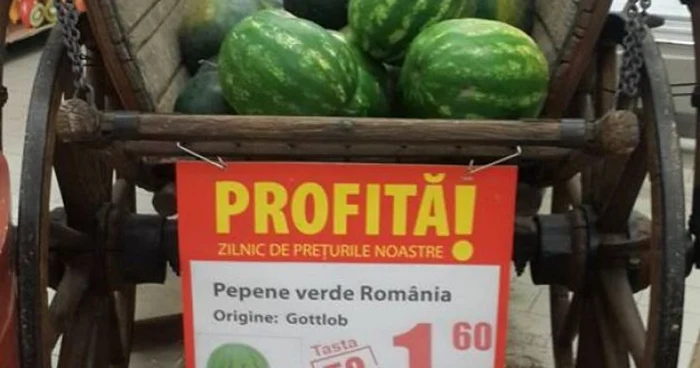 PROFITĂ!
ZILNIC DE PREȚURILE NOASTRE
Pepene verde România
Origine: Gottlob
Tasta
1 60